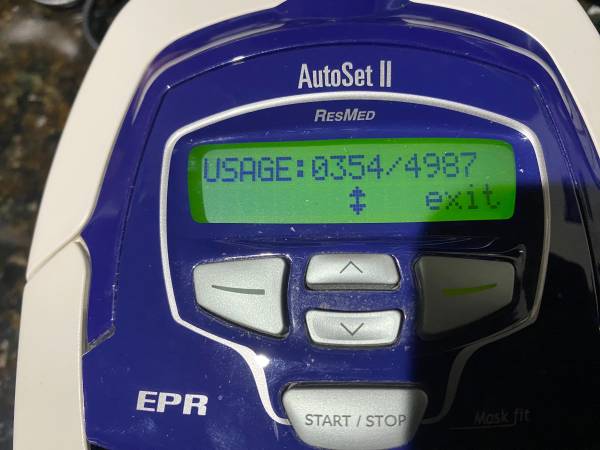 AutoSet II
RESMED
USAGE:0354/4987
exit
EPR
START / STOP
Mask fit